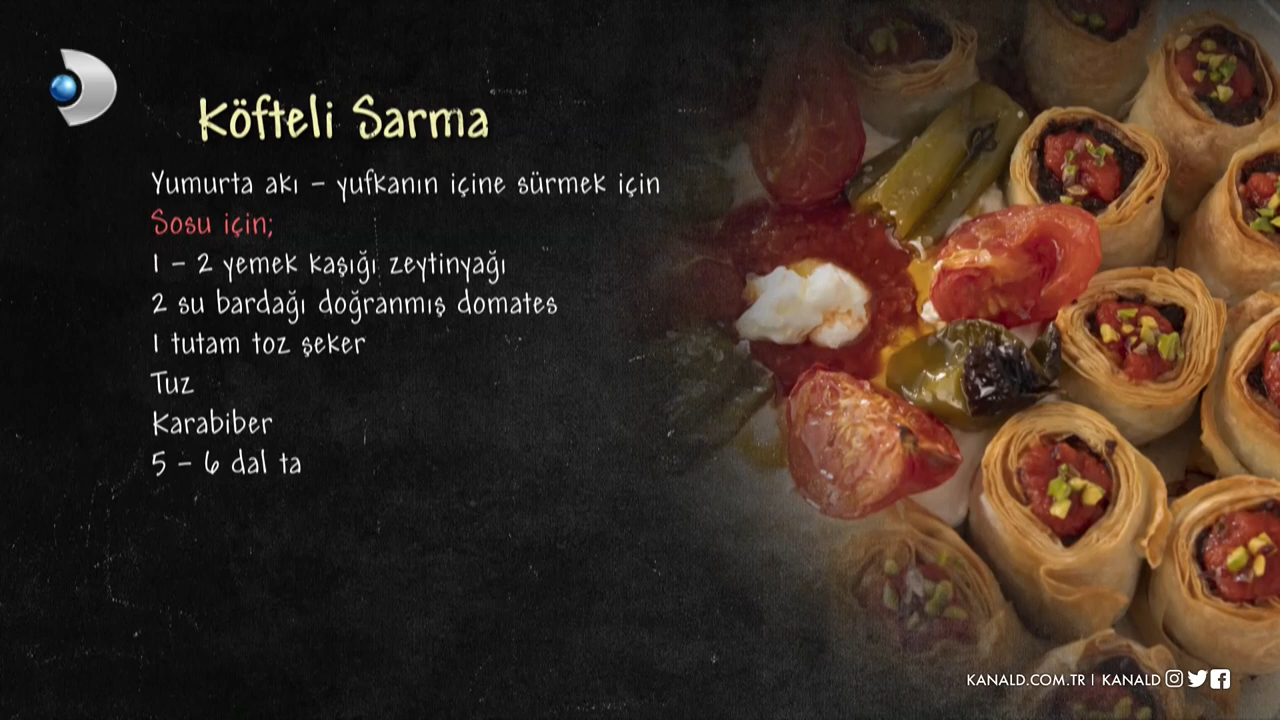 Köfteli Sarma
Yumurta akı – yufkanın içine sürmek için
Sosu için;
1 – 2 yemek kaşığı zeytinyağı
2 su bardağı doğranmış domates
1 tutam toz şeker
Tuz
Karabiber
5 – 6 dal ta
KANALD.COM.TR | KANALD